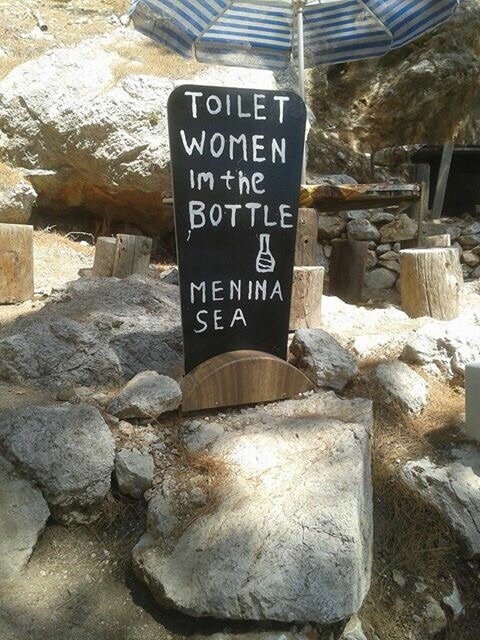 TOILET
WOMEN
Im the
BOTTLE
MENINA
SEA